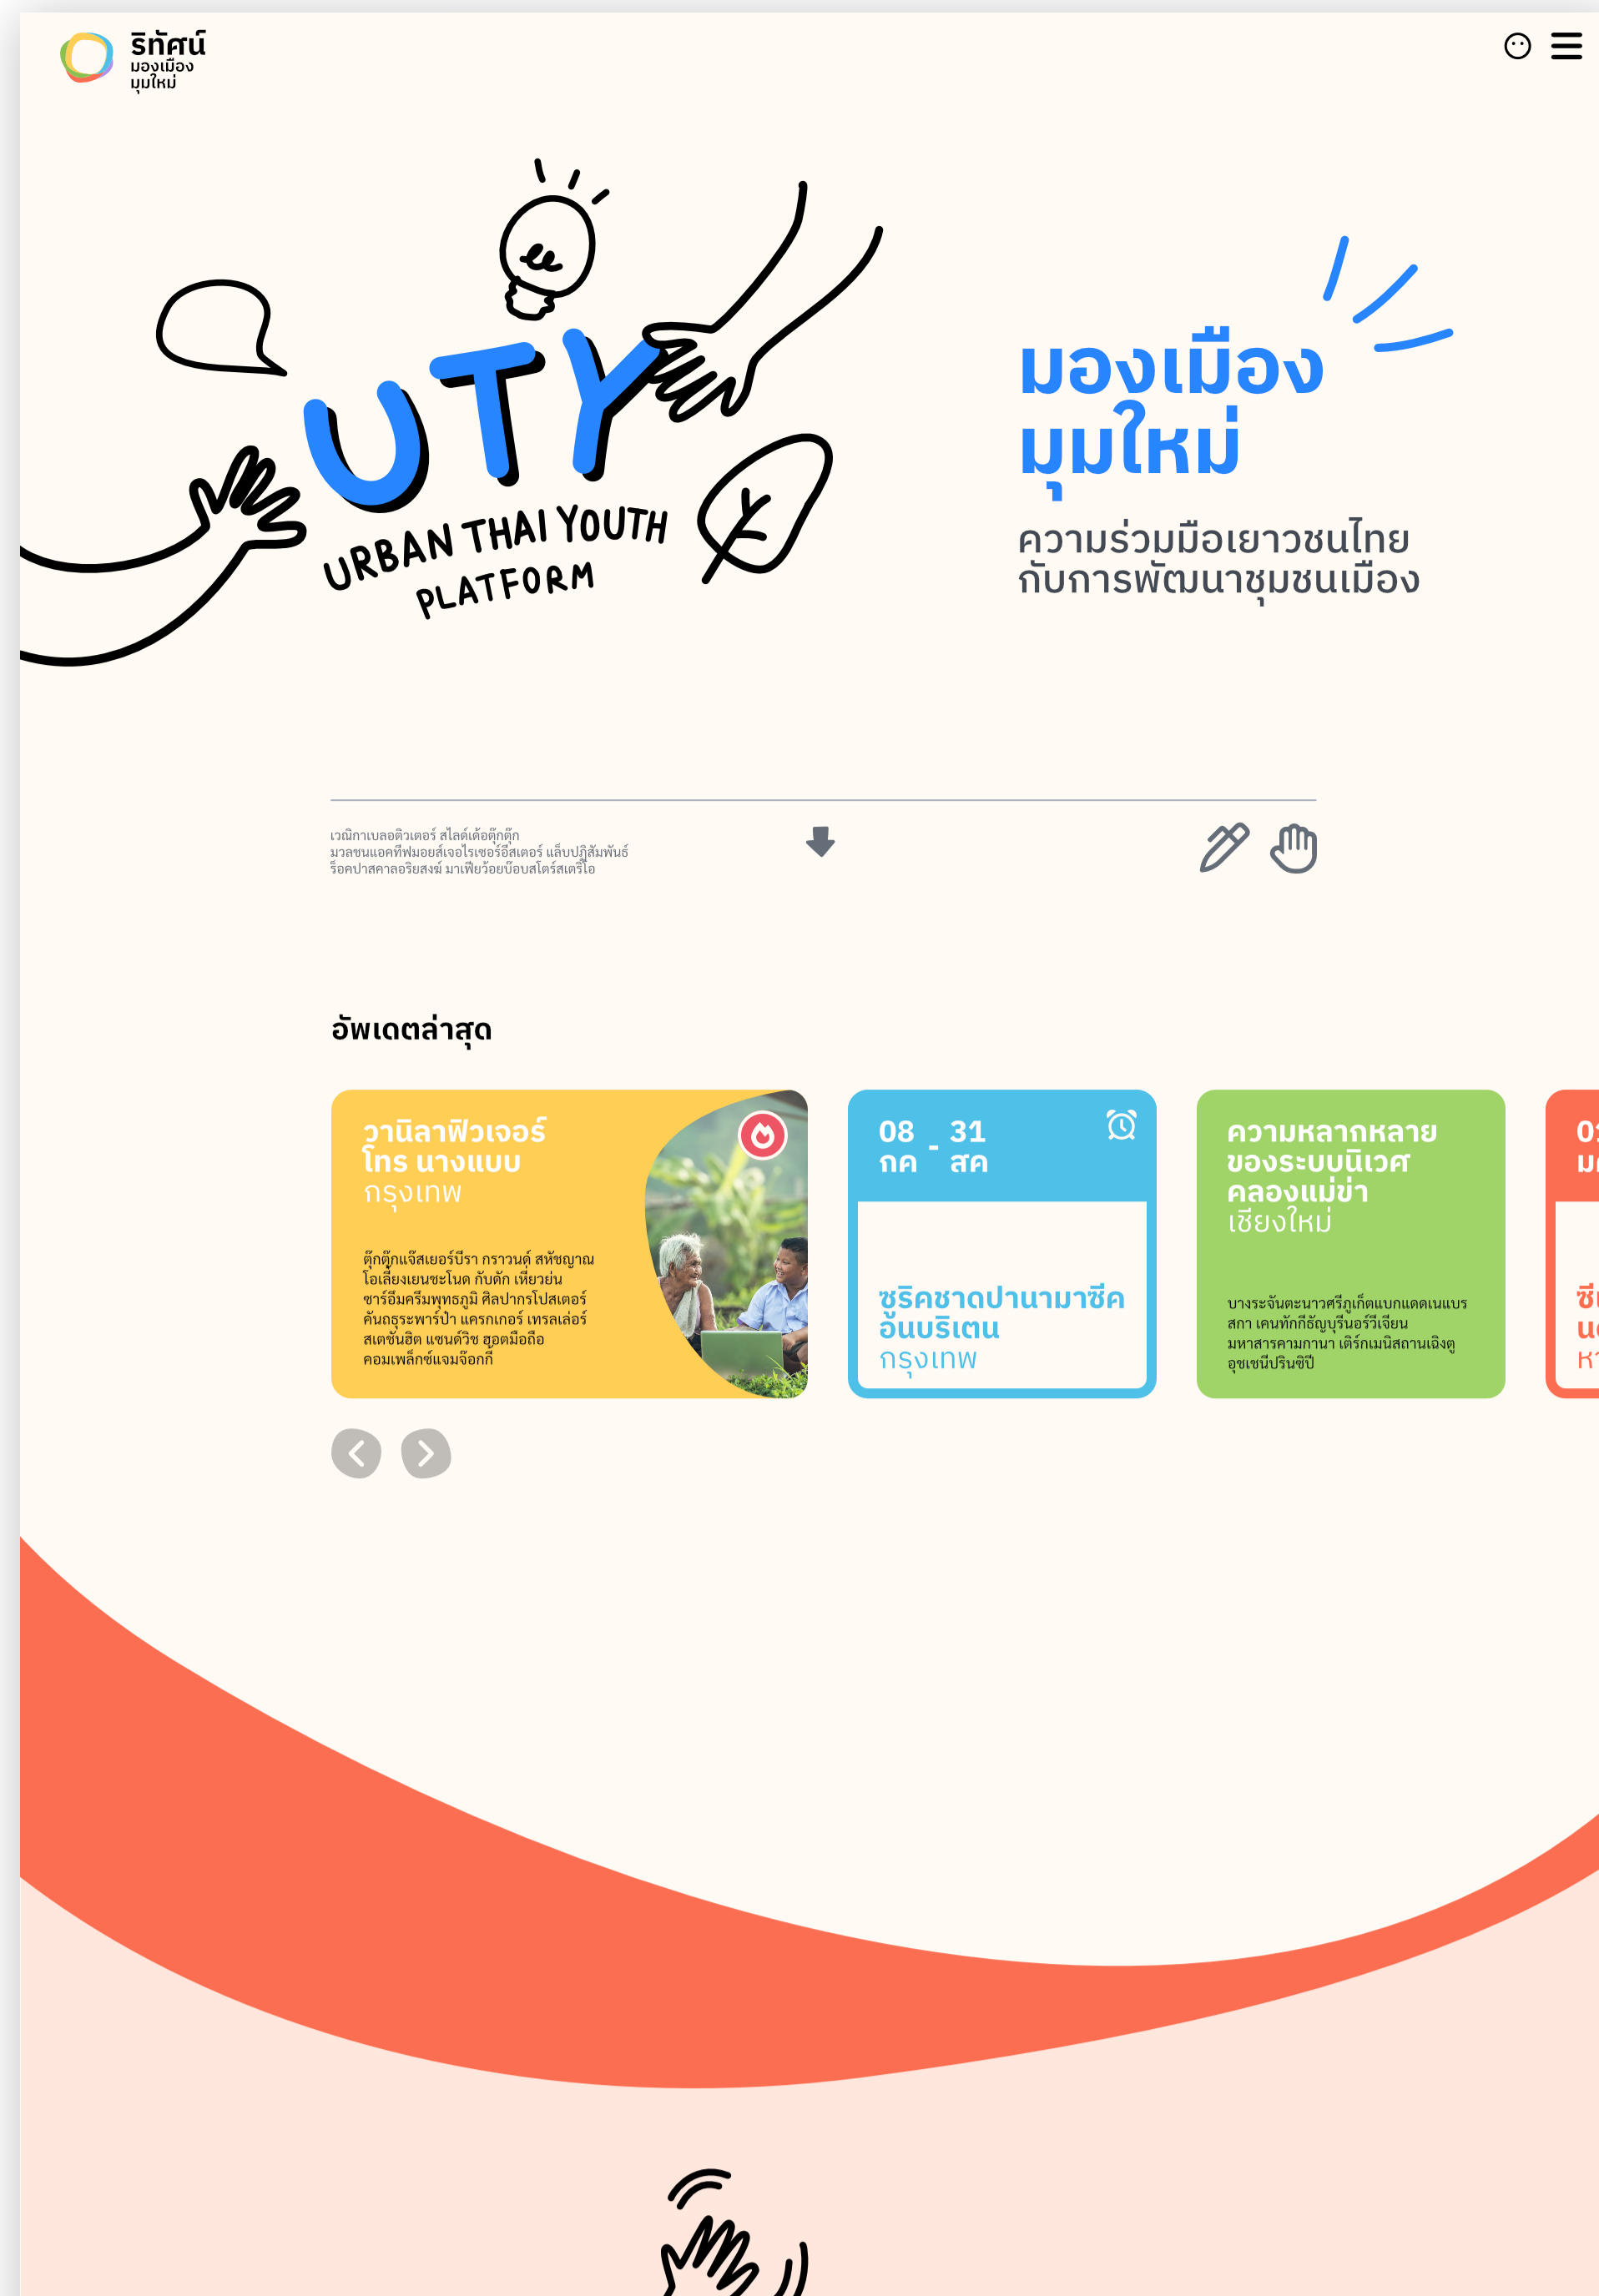 ริทัศน์
มองเมือง
มุมใหม่
UTY
URBAN THAI YOUTH
PLATFORM
มองเมือง
มุมใหม่
ความร่วมมือเยาวชนไทย
กับการพัฒนาชุมชนเมือง
เวณิกาเบลอติวเตอร์ สไลด์เด้อตุ๊กตุ๊ก
มวลชนแอคทีฟมอยส์เจอไรเซอร์อีสเตอร์ แล็บปฏิสัมพันธ์
ร็อคปาสคาลอริยสงฆ์ มาเฟียว้อยบ๊อบสโตร์สเตริโอ
อัพเดตล่าสุด
วานิลาฟิวเจอร์
โทร นางแบบ
กรุงเทพ
ตุ๊กตุ๊กแจ๊สเยอร์บีรา กราวนด์ สหัชญาณ
โอเลี้ยงเยนชะโนด กับดัก เหี่ยวย่น
ซาร์อึมครึมพุทธภูมิ ศิลปากรโปสเตอร์
คันถธุระพาร์ป๋า แครกเกอร์ เทรลเล่อร์
สเตชันฮิต แซนด์วิช ฮอตมือถือ
คอมเพล็กซ์แจมจ๊อกกี้
08 - 31
กค สค
ซูริคชาดปานามาซีค
อนบริเตน
กรุงเทพ
ความหลากหลาย
ของระบบนิเวศ
คลองแม่ข่า
เชียงใหม่
บางระจันตะนาวศรีภูเก็ตแบกแดดเนแบร
สกา เคนทักกีธัญบุรีนอร์วีเจียน
มหาสารคามกานา เติร์กเมนิสถานเฉิงตู
อุชเชนีปรินซิปี